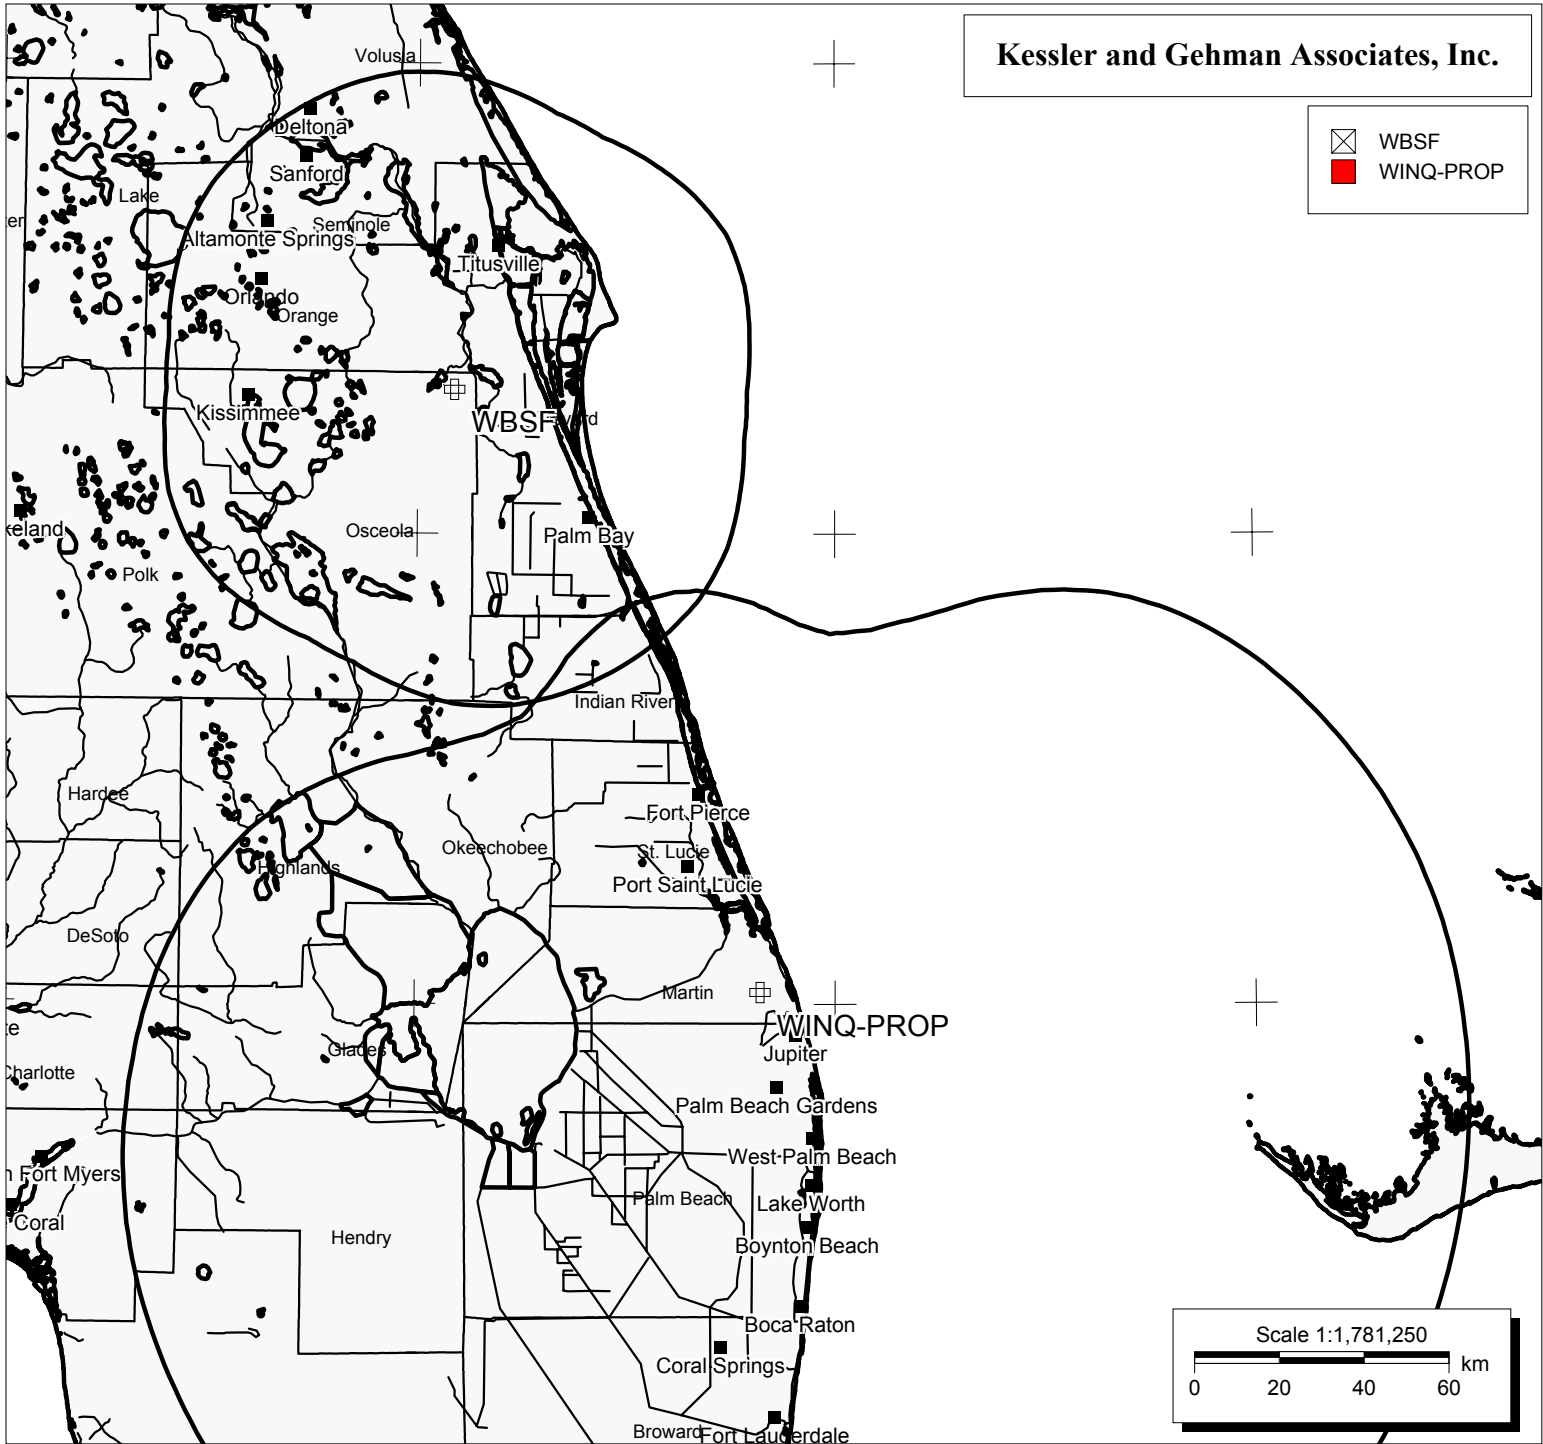 Kessler and Gehman Associates, Inc.
WBSF
WINQ-PROP
Volusia
Deltona
Sanford
Lake
Seminole
Altamonte Springs
Titusville
Orlando
Orange
Kissimmee
WBSF
Osceola
Palm Bay
keland
Polk
Indian River
Hardee
Fort Pierce
Okeechobee
St. Lucie
Highlands
Port Saint Lucie
DeSoto
Martin
WINQ-PROP
Glades
Jupiter
Charlotte
Palm Beach Gardens
West Palm Beach
Fort Myers
Palm Beach
Lake Worth
Coral
Hendry
Boynton Beach
Boca Raton
Coral Springs
Broward
Fort Lauderdale
Scale 1:1,781,250
km
0 20 40 60